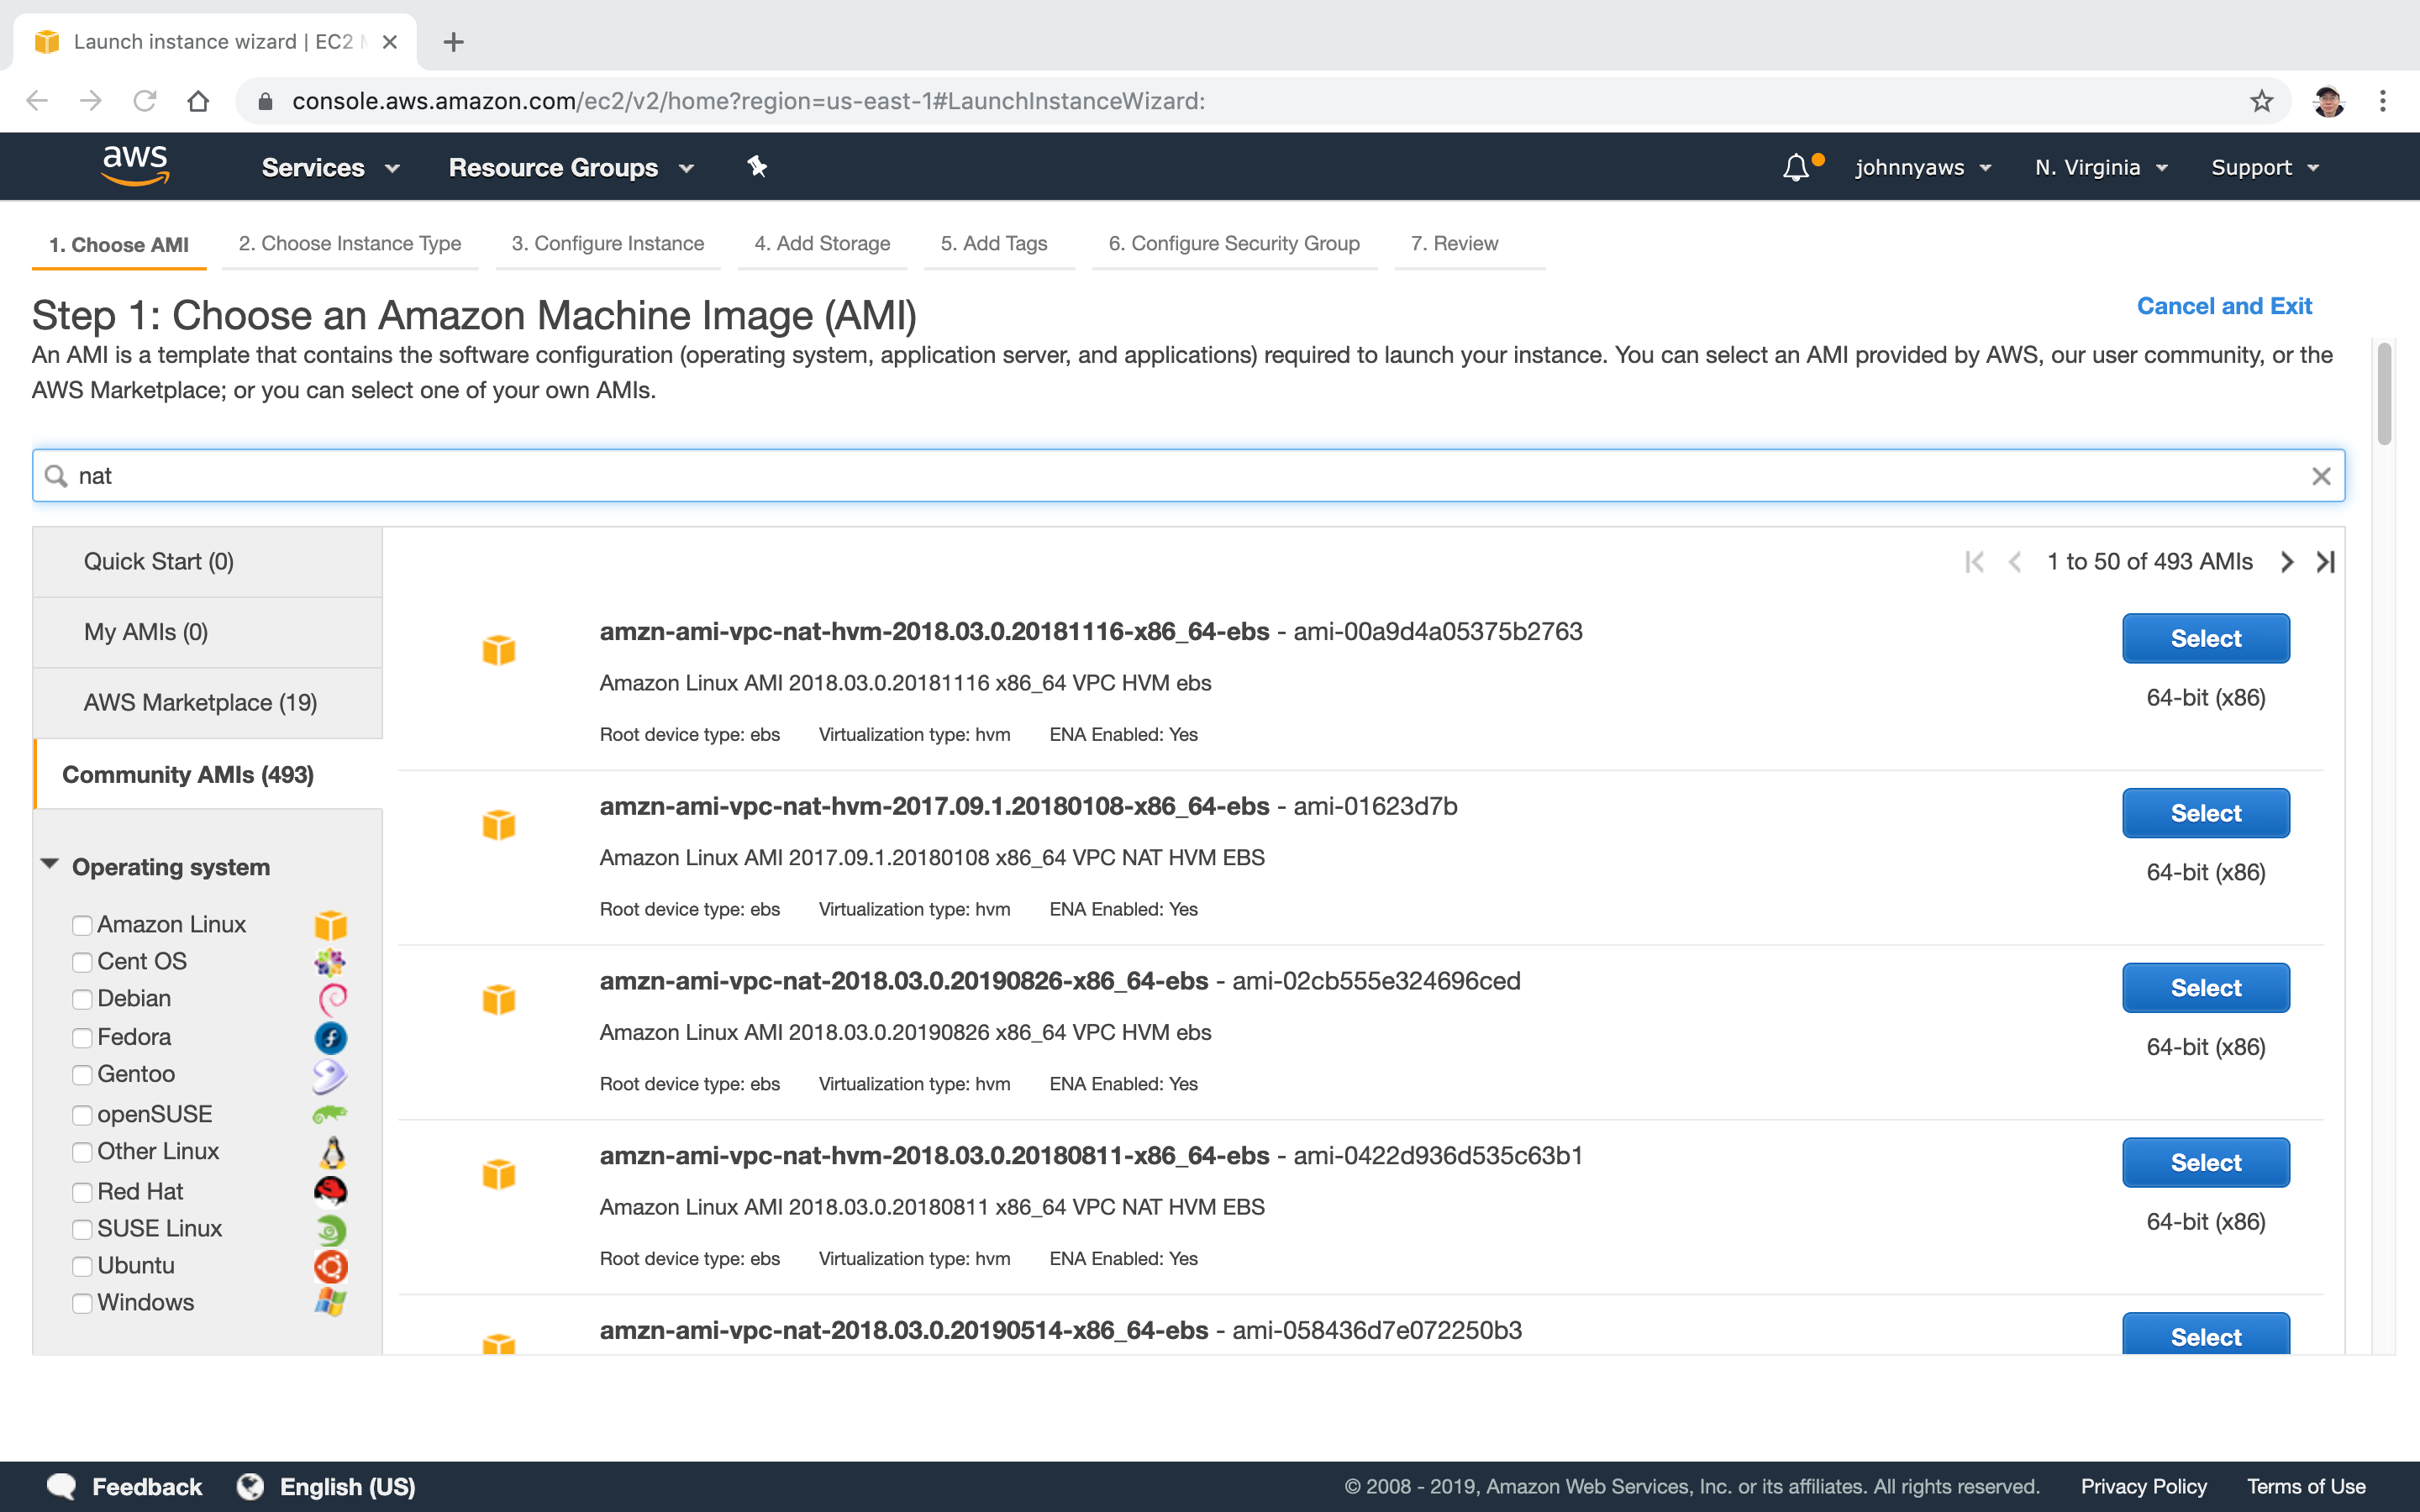 Launch instance wizard | EC2
console.aws.amazon.com/ec2/v2/home?region=us-east-1#LaunchInstanceWizard:
aws
Services
Resource Groups
johnnyaws
N. Virginia
Support
1. Choose AMI
2. Choose Instance Type
3. Configure Instance
4. Add Storage
5. Add Tags
6. Configure Security Group
7. Review
Step 1: Choose an Amazon Machine Image (AMI)
Cancel and Exit
An AMI is a template that contains the software configuration (operating system, application server, and applications) required to launch your instance. You can select an AMI provided by AWS, our user community, or the
AWS Marketplace; or you can select one of your own AMIs.
nat
Quick Start (0)
My AMIs (0)
AWS Marketplace (19)
Community AMIs (493)
Operating system
Amazon Linux
Cent OS
Debian
Fedora
Gentoo
openSUSE
Other Linux
Red Hat
SUSE Linux
Ubuntu
Windows
1 to 50 of 493 AMIs
amzn-ami-vpc-nat-hvm-2018.03.0.20181116-x86_64-ebs - ami-00a9d4a05375b2763
Select
Amazon Linux AMI 2018.03.0.20181116 x86_64 VPC HVM ebs
64-bit (x86)
Root device type: ebs Virtualization type: hvm ENA Enabled: Yes
amzn-ami-vpc-nat-hvm-2017.09.1.20180108-x86_64-ebs - ami-01623d7b
Select
Amazon Linux AMI 2017.09.1.20180108 x86_64 VPC NAT HVM EBS
64-bit (x86)
Root device type: ebs Virtualization type: hvm ENA Enabled: Yes
amzn-ami-vpc-nat-2018.03.0.20190826-x86_64-ebs - ami-02cb555e324696ced
Select
Amazon Linux AMI 2018.03.0.20190826 x86_64 VPC HVM ebs
64-bit (x86)
Root device type: ebs Virtualization type: hvm ENA Enabled: Yes
amzn-ami-vpc-nat-hvm-2018.03.0.20180811-x86_64-ebs - ami-0422d936d535c63b1
Select
Amazon Linux AMI 2018.03.0.20180811 x86_64 VPC NAT HVM EBS
64-bit (x86)
Root device type: ebs Virtualization type: hvm ENA Enabled: Yes
amzn-ami-vpc-nat-2018.03.0.20190514-x86_64-ebs - ami-058436d7e072250b3
Select
Feedback
English (US)
© 2008 - 2019, Amazon Web Services, Inc. or its affiliates. All rights reserved.
Privacy Policy
Terms of Use